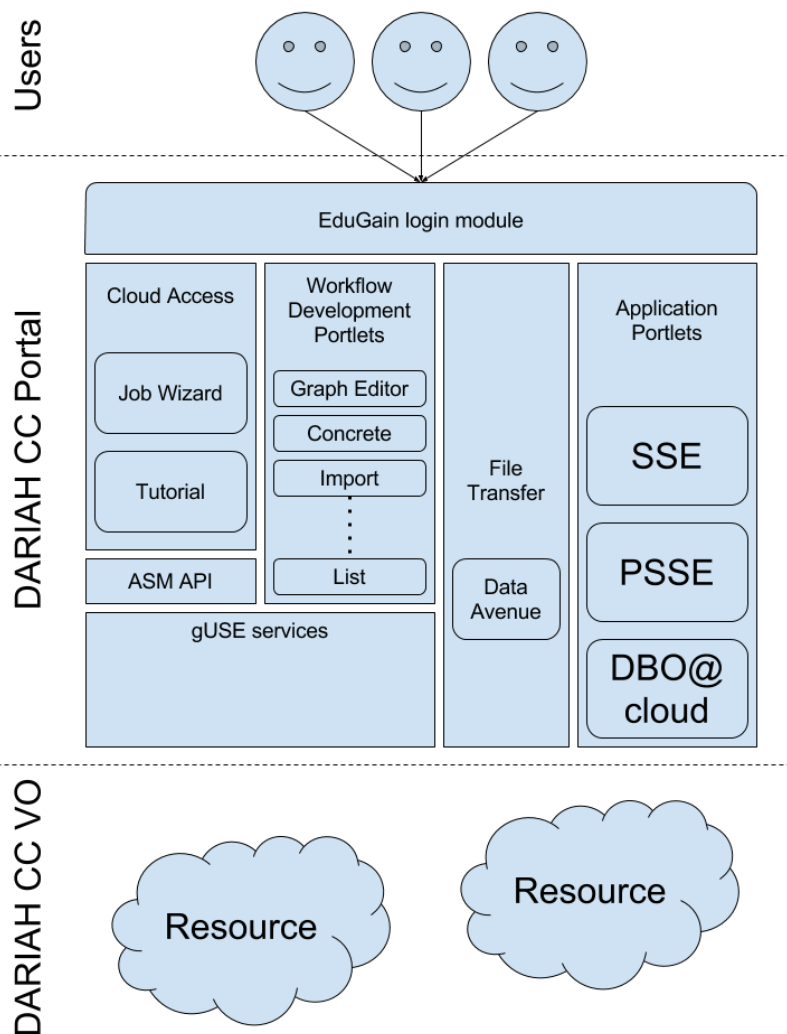 Users
EduGain login module
DARIAH CC Portal
Cloud Access
Job Wizard
Tutorial
ASM API
Workflow
Development
Portlets
Graph Editor
Concrete
Import
List
gUSE services
File
Transfer
Data
Avenue
Application
Portlets
SSE
PSSE
DBO@
cloud
DARIAH CC VO
Resource
Resource